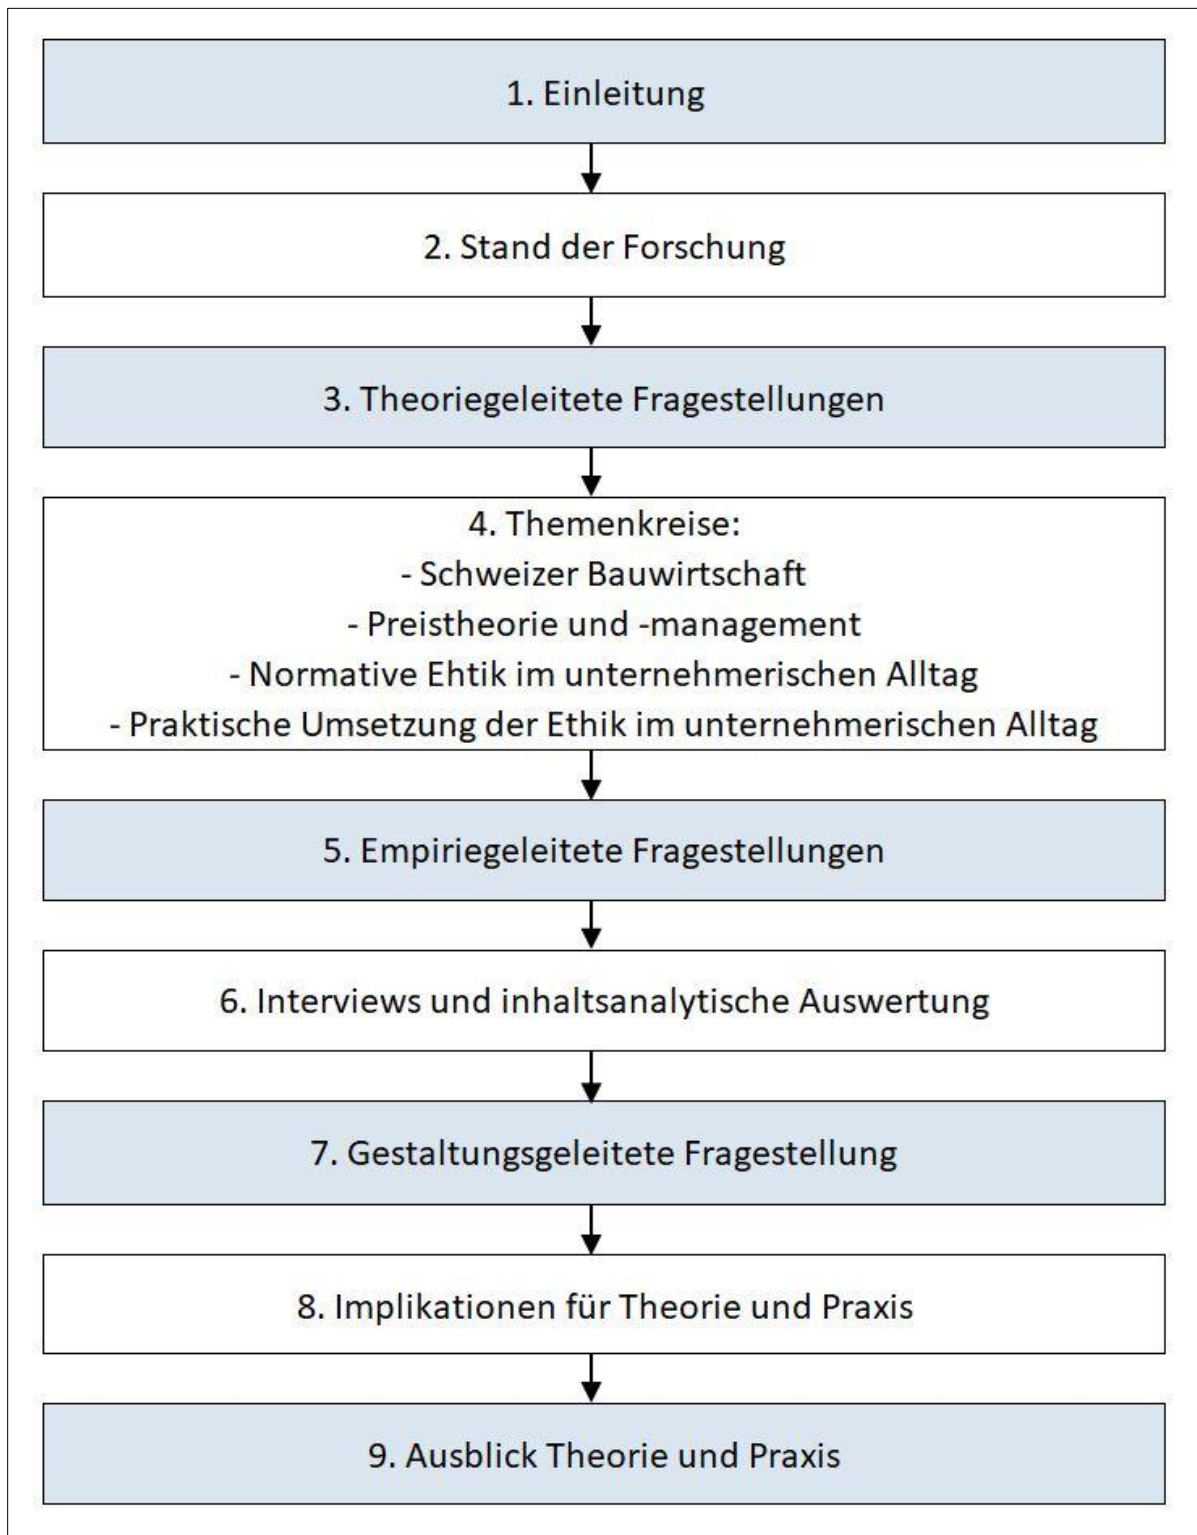 1. Einleitung
2. Stand der Forschung
3. Theoriegeleitete Fragestellungen
4. Themenkreise:
- Schweizer Bauwirtschaft
- Preistheorie und -management
- Normative Ehtik im unternehmerischen Alltag
- Praktische Umsetzung der Ethik im unternehmerischen Alltag
5. Empiriegeleitete Fragestellungen
6. Interviews und inhaltsanalytische Auswertung
7. Gestaltungsgeleitete Fragestellung
8. Implikationen für Theorie und Praxis
9. Ausblick Theorie und Praxis